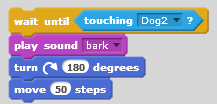 wait until touching Dog2 ?
play sound bark
turn 180 degrees
move 50 steps